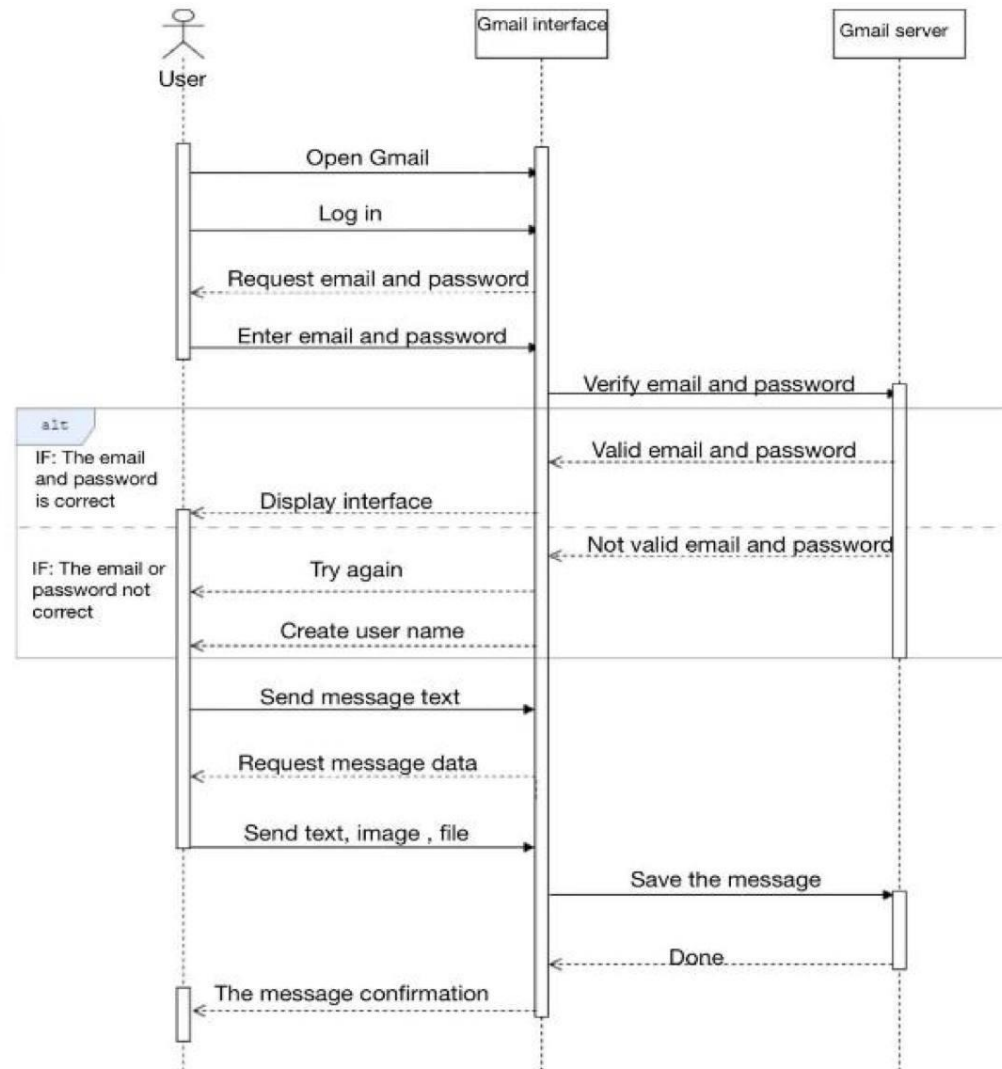 Gmail interface
Gmail server
User
Open Gmail
Log in
Request email and password
Enter email and password
Verify email and password
alt
Valid email and password
IF: The email
and password
is correct
Display interface
Not valid email and password
IF: The email or
password not
correct
Try again
Create user name
Send message text
Request message data
Send text, image , file
Save the message
Done
The message confirmation